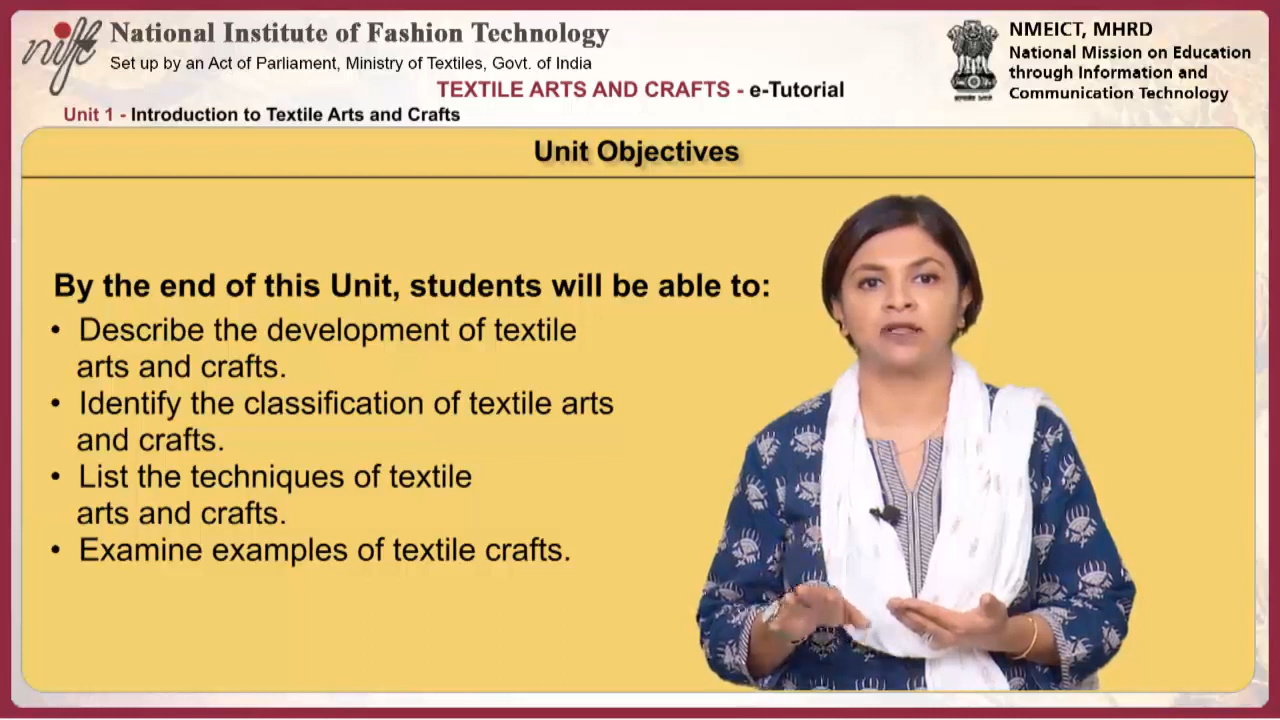 nift
National Institute of Fashion Technology
Set up by an Act of Parliament, Ministry of Textiles, Govt. of India
NMEICT, MHRD
National Mission on Education
through Information and
Communication Technology
TEXTILE ARTS AND CRAFTS - e-Tutorial
Unit 1 - Introduction to Textile Arts and Crafts
Unit Objectives
By the end of this Unit, students will be able to:
• Describe the development of textile
arts and crafts.
• Identify the classification of textile arts
and crafts.
• List the techniques of textile
arts and crafts.
• Examine examples of textile crafts.